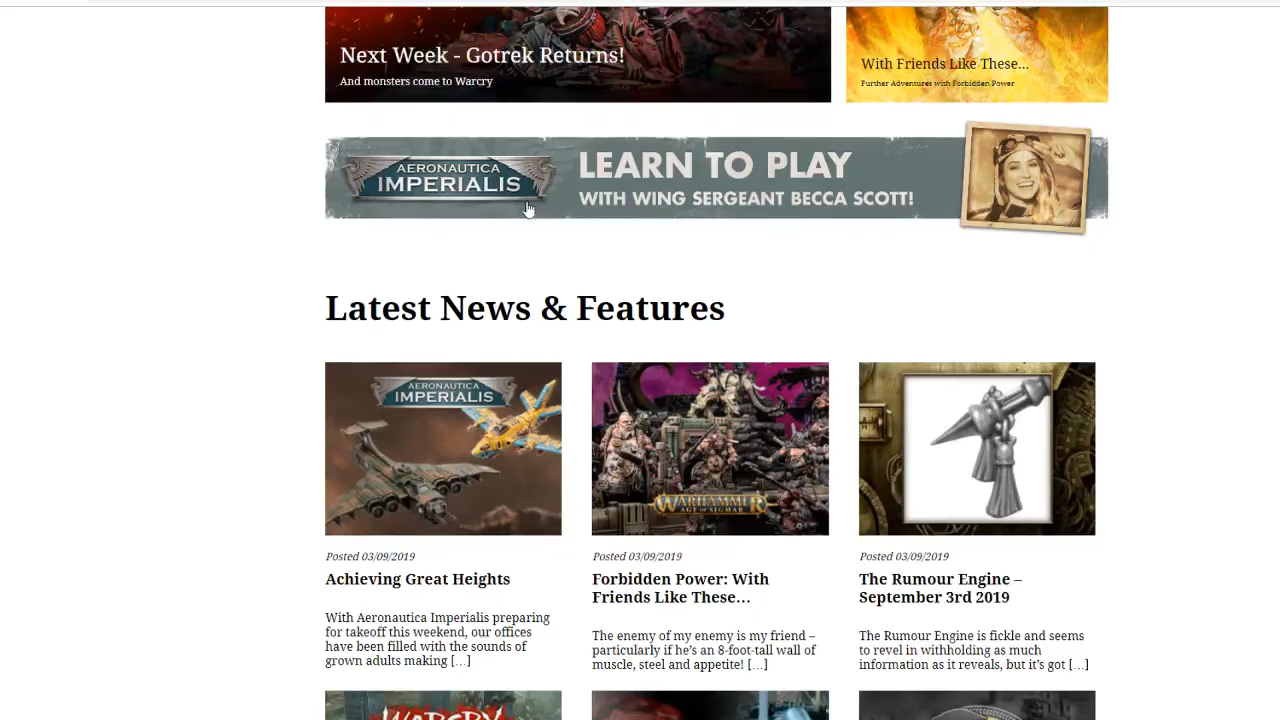 Next Week - Gotrek Returns!
And monsters come to Warcry
With Friends Like These...
Further Adventures with Forbidden Power
AERONAUTICA
IMPERIALIS
LEARN TO PLAY
WITH WING SERGEANT BECCA SCOTT!
Latest News & Features
AERONAUTICA
IMPERIALIS
WARHAMMER
AGE OF SIGMAR
Posted 03/09/2019
Achieving Great Heights
With Aeronautica Imperialis preparing
for takeoff this weekend, our offices
have been filled with the sounds of
grown adults making [...]
Posted 03/09/2019
Forbidden Power: With
Friends Like These…
The enemy of my enemy is my friend –
particularly if he’s an 8-foot-tall wall of
muscle, steel and appetite! [...]
Posted 03/09/2019
The Rumour Engine –
September 3rd 2019
The Rumour Engine is fickle and seems
to revel in withholding as much
information as it reveals, but it’s got [...]
WARCRY